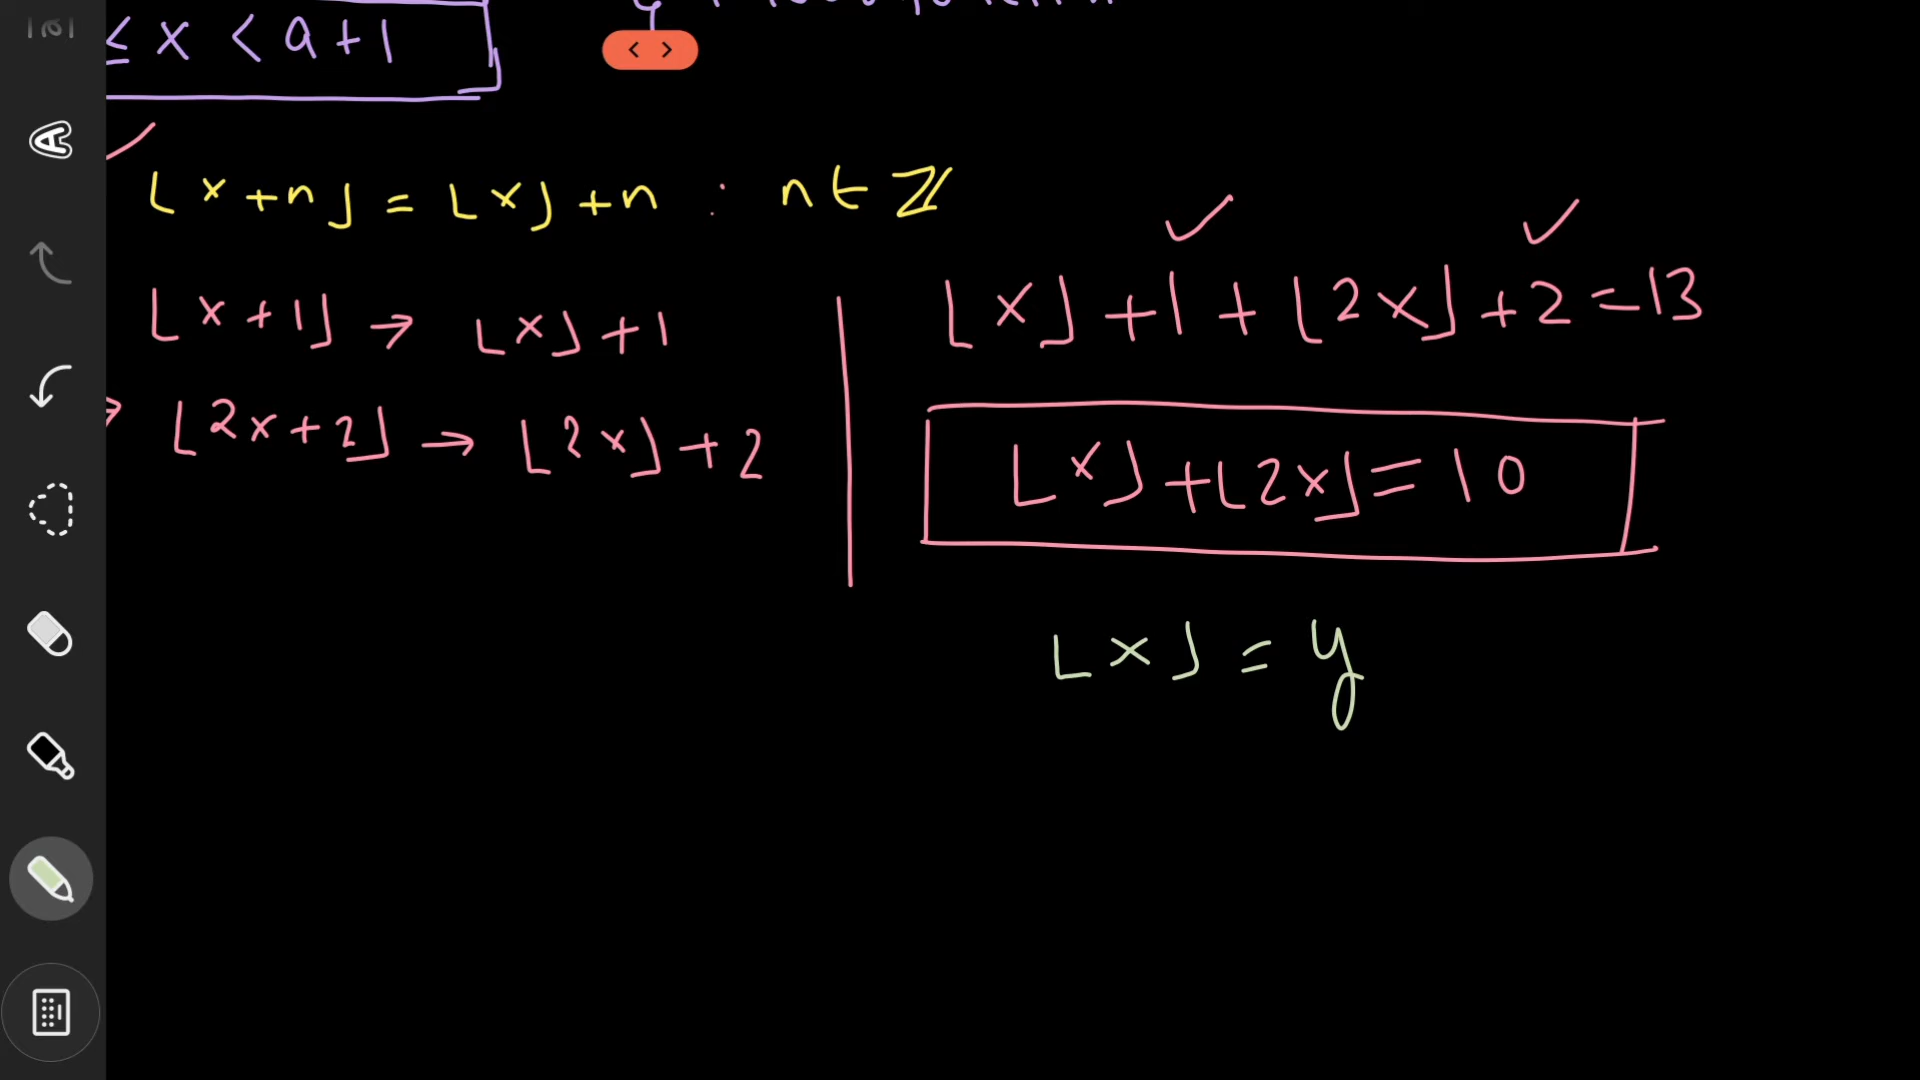 ≤ x < a+1
⌊x+n⌋ = ⌊x⌋+n : n ∈ ℤ
⌊x+1⌋ → ⌊x⌋+1
⌊2x+2⌋ → ⌊2x⌋+2
⌊x⌋+1+⌊2x⌋+2=13
⌊x⌋+⌊2x⌋=10
⌊x⌋ = y